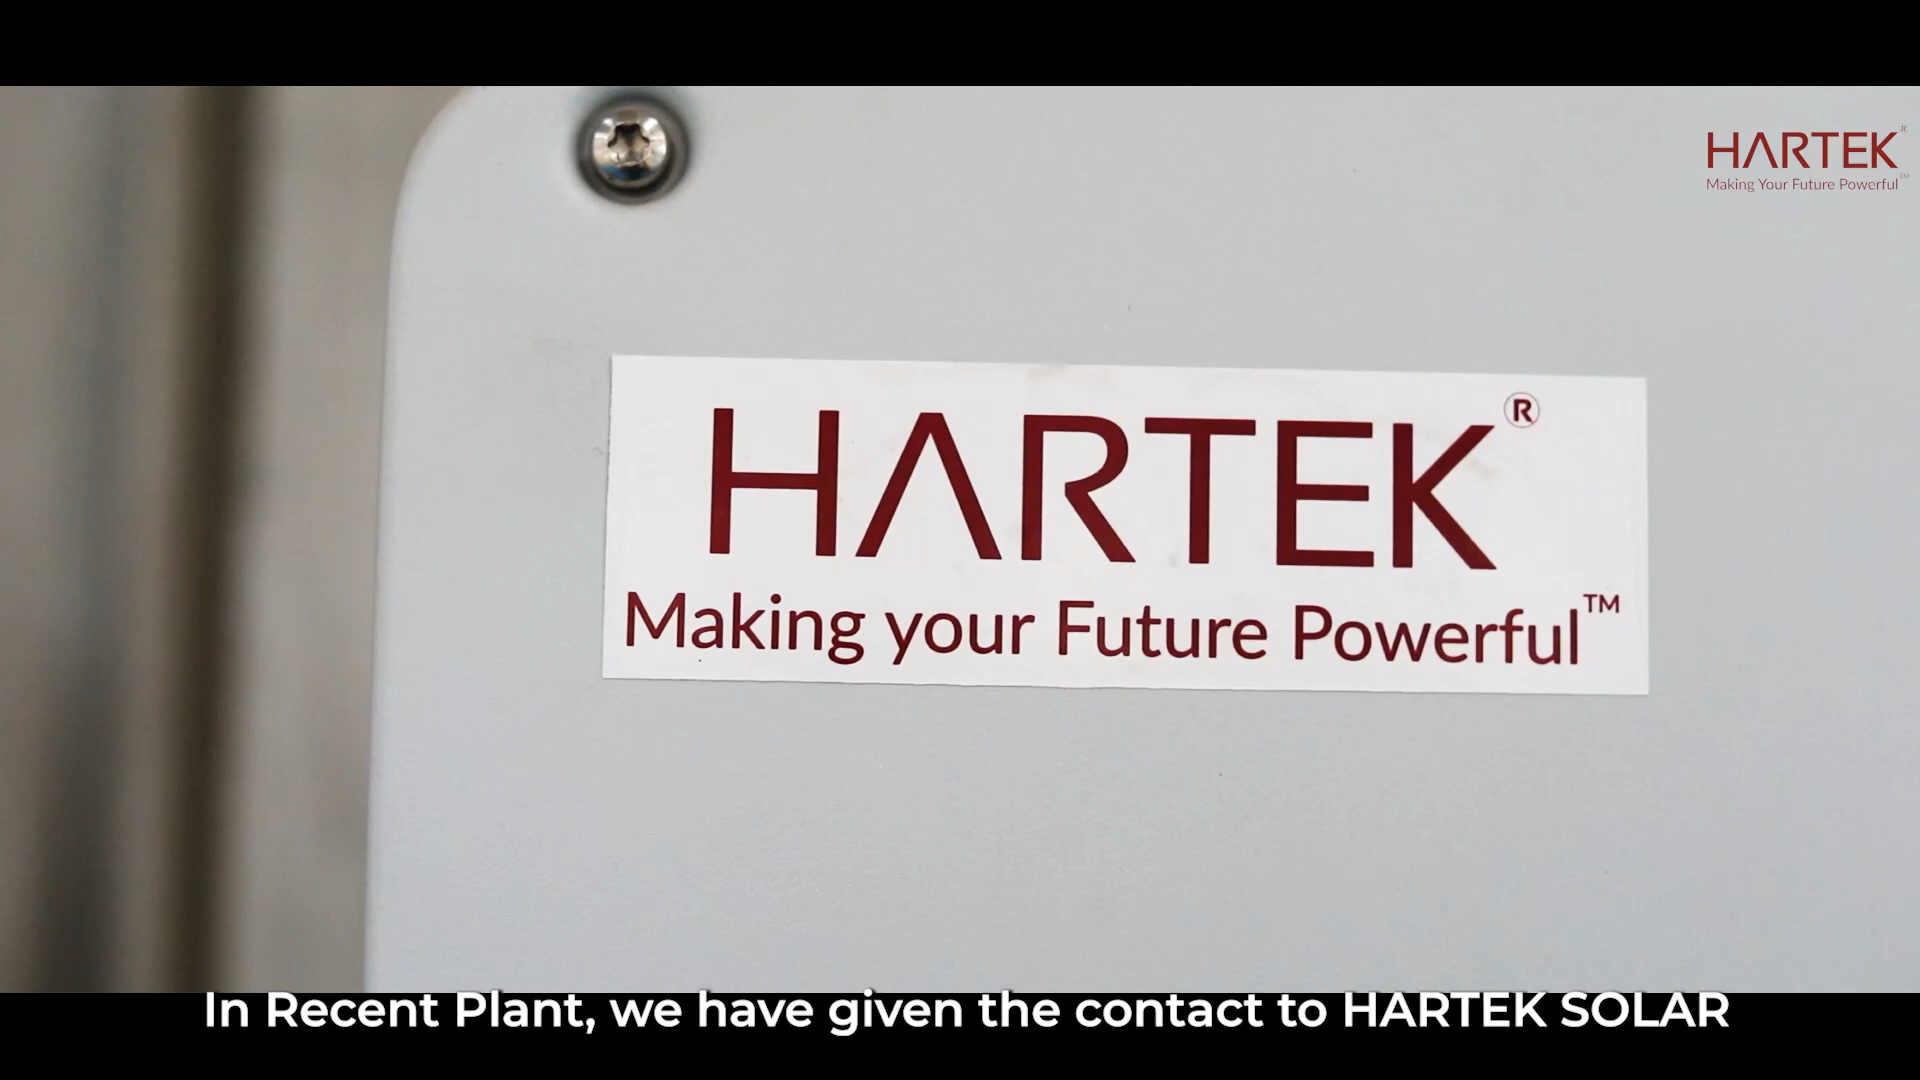 HARTEK®
Making Your Future Powerful™
HARTEK®
Making your Future Powerful™
In Recent Plant, we have given the contact to HARTEK SOLAR